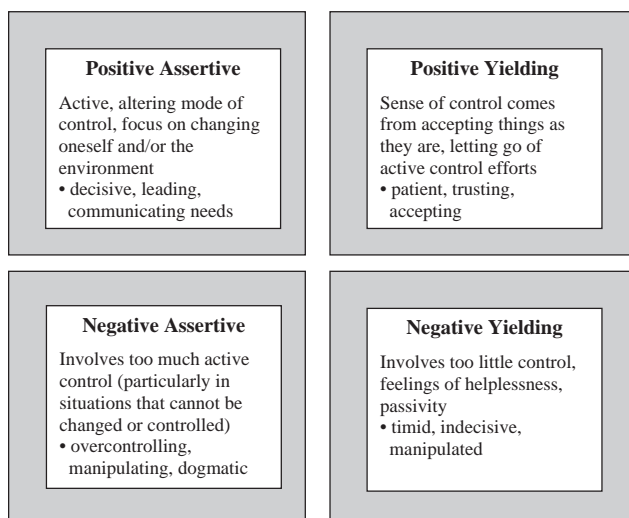 Positive Assertive
Active, altering mode of
control, focus on changing
oneself and/or the
environment
• decisive, leading,
communicating needs
Positive Yielding
Sense of control comes
from accepting things as
they are, letting go of
active control efforts
• patient, trusting,
accepting
Negative Assertive
Involves too much active
control (particularly in
situations that cannot be
changed or controlled)
• overcontrolling,
manipulating, dogmatic
Negative Yielding
Involves too little control,
feelings of helplessness,
passivity
• timid, indecisive,
manipulated